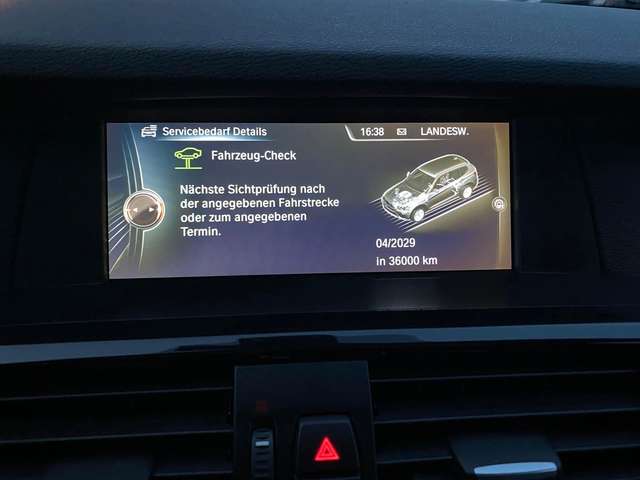 Servicebedarf Details
16:38
LANDESW.
Fahrzeug-Check
Nächste Sichtprüfung nach
der angegebenen Fahrstrecke
oder zum angegebenen
Termin.
04/2029
in 36000 km